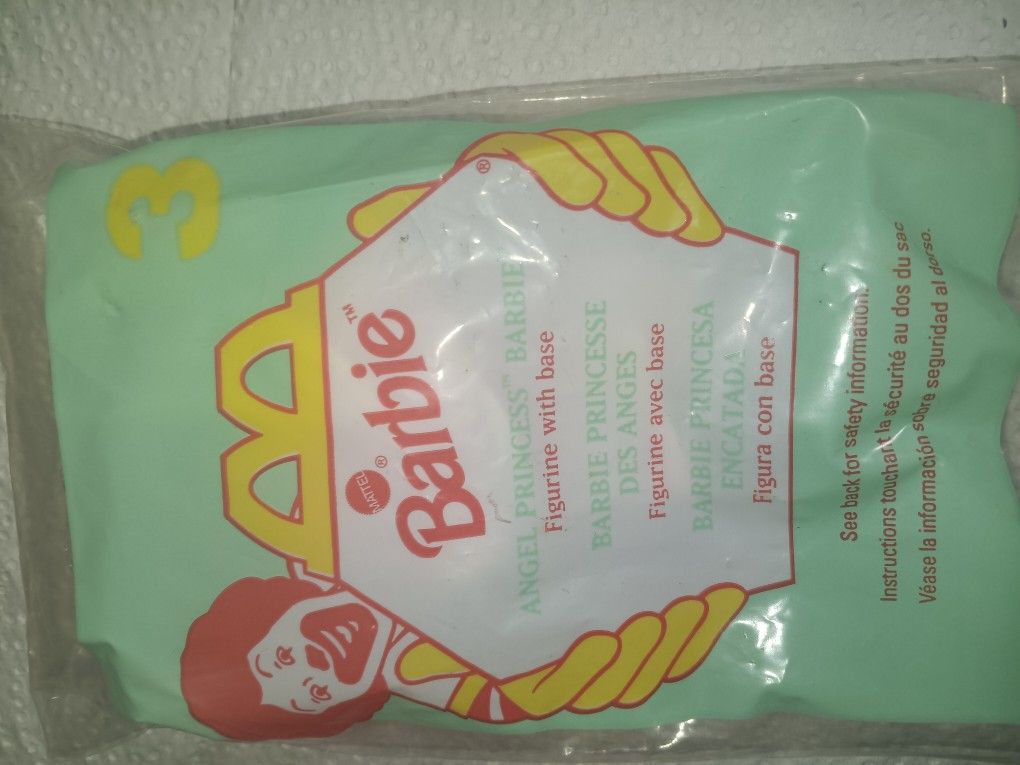 3
MATTEL®
Barbie™
®
ANGEL PRINCESS™ BARBIE
Figurine with base
BARBIE PRINCESSE
DES ANGES
Figurine avec base
BARBIE PRINCESA
ENCATADA
Figura con base
See back for safety information.
Instructions touchant la sécurité au dos du sac
Véase la información sobre seguridad al dorso.